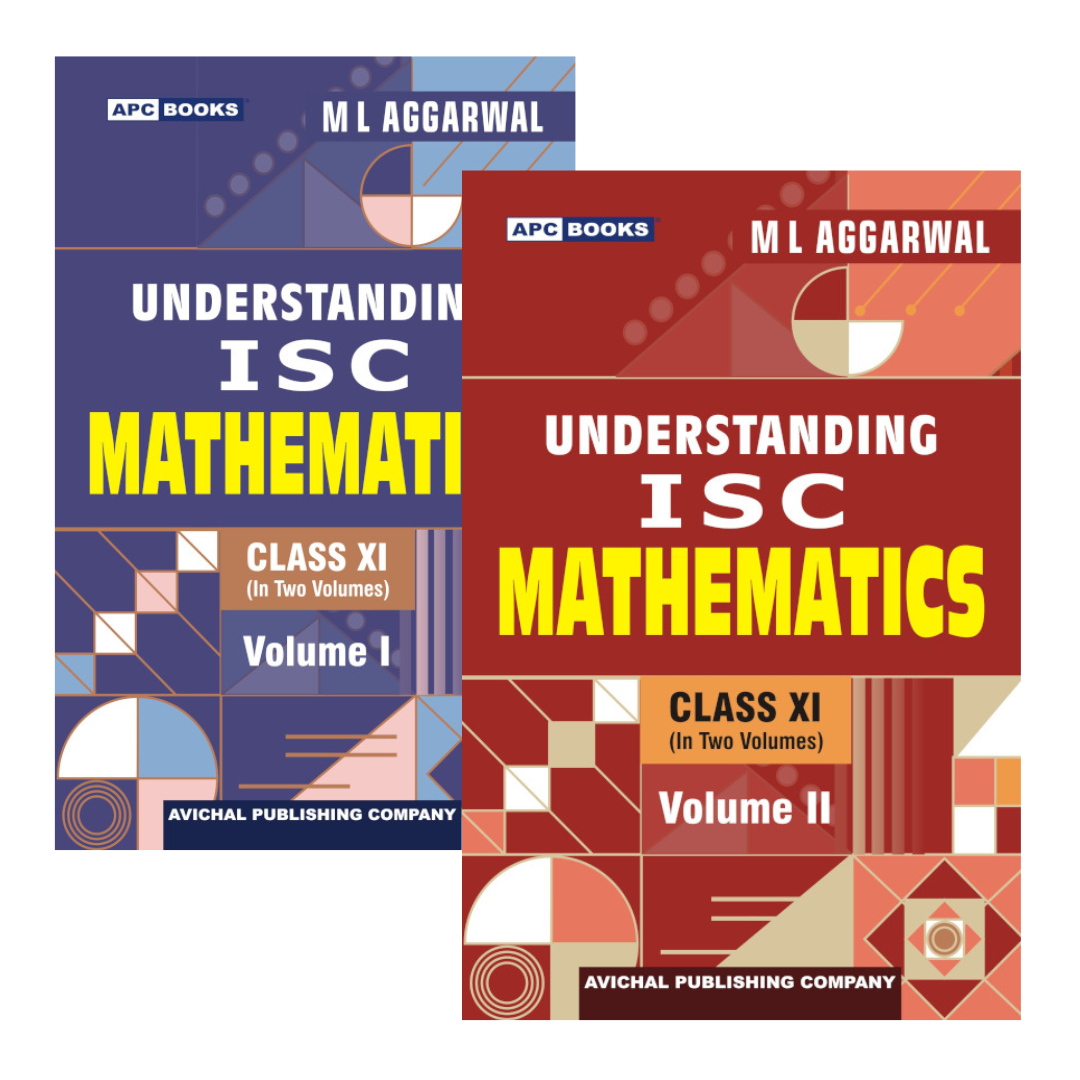 APC BOOKS
M L AGGARWAL
UNDERSTANDIN
ISC
MATHEMATI
CLASS XI
(In Two Volumes)
Volume I
AVICHAL PUBLISHING COMPANY
APC BOOKS
M L AGGARWAL
UNDERSTANDING
ISC
MATHEMATICS
CLASS XI
(In Two Volumes)
Volume II
AVICHAL PUBLISHING COMPANY